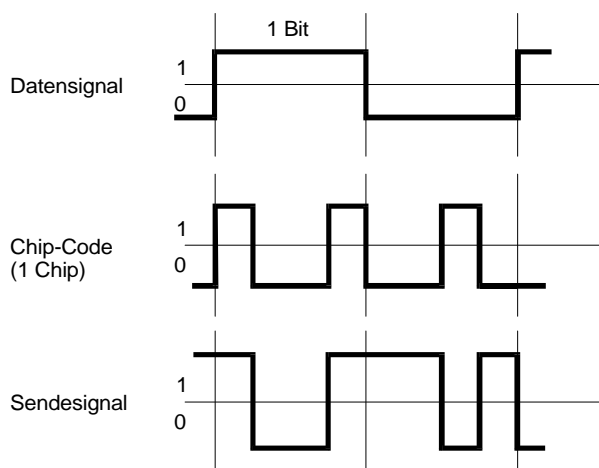 1 Bit
Datensignal
1
0
Chip-Code
(1 Chip)
1
0
Sendesignal
1
0